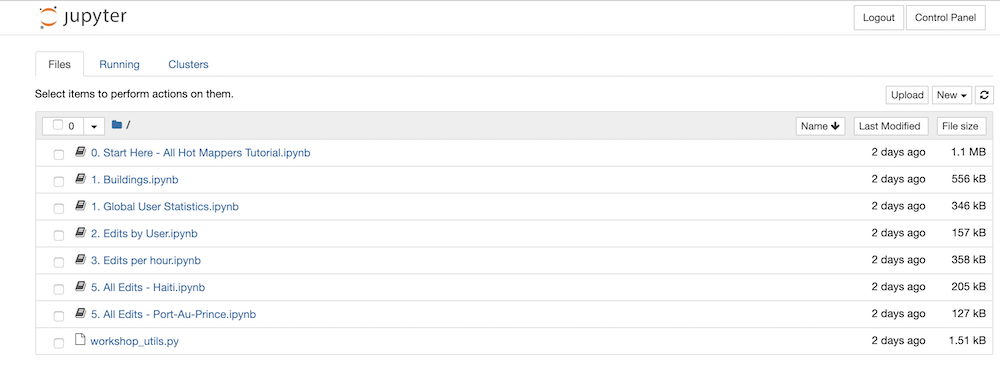 jupyter Logout Control Panel
Files Running Clusters
Select items to perform actions on them. Upload New
0 / Name Last Modified File size
0. Start Here - All Hot Mappers Tutorial.ipynb 2 days ago 1.1 MB
1. Buildings.ipynb 2 days ago 556 kB
1. Global User Statistics.ipynb 2 days ago 346 kB
2. Edits by User.ipynb 2 days ago 157 kB
3. Edits per hour.ipynb 2 days ago 358 kB
5. All Edits - Haiti.ipynb 2 days ago 205 kB
5. All Edits - Port-Au-Prince.ipynb 2 days ago 127 kB
workshop_utils.py 2 days ago 1.51 kB